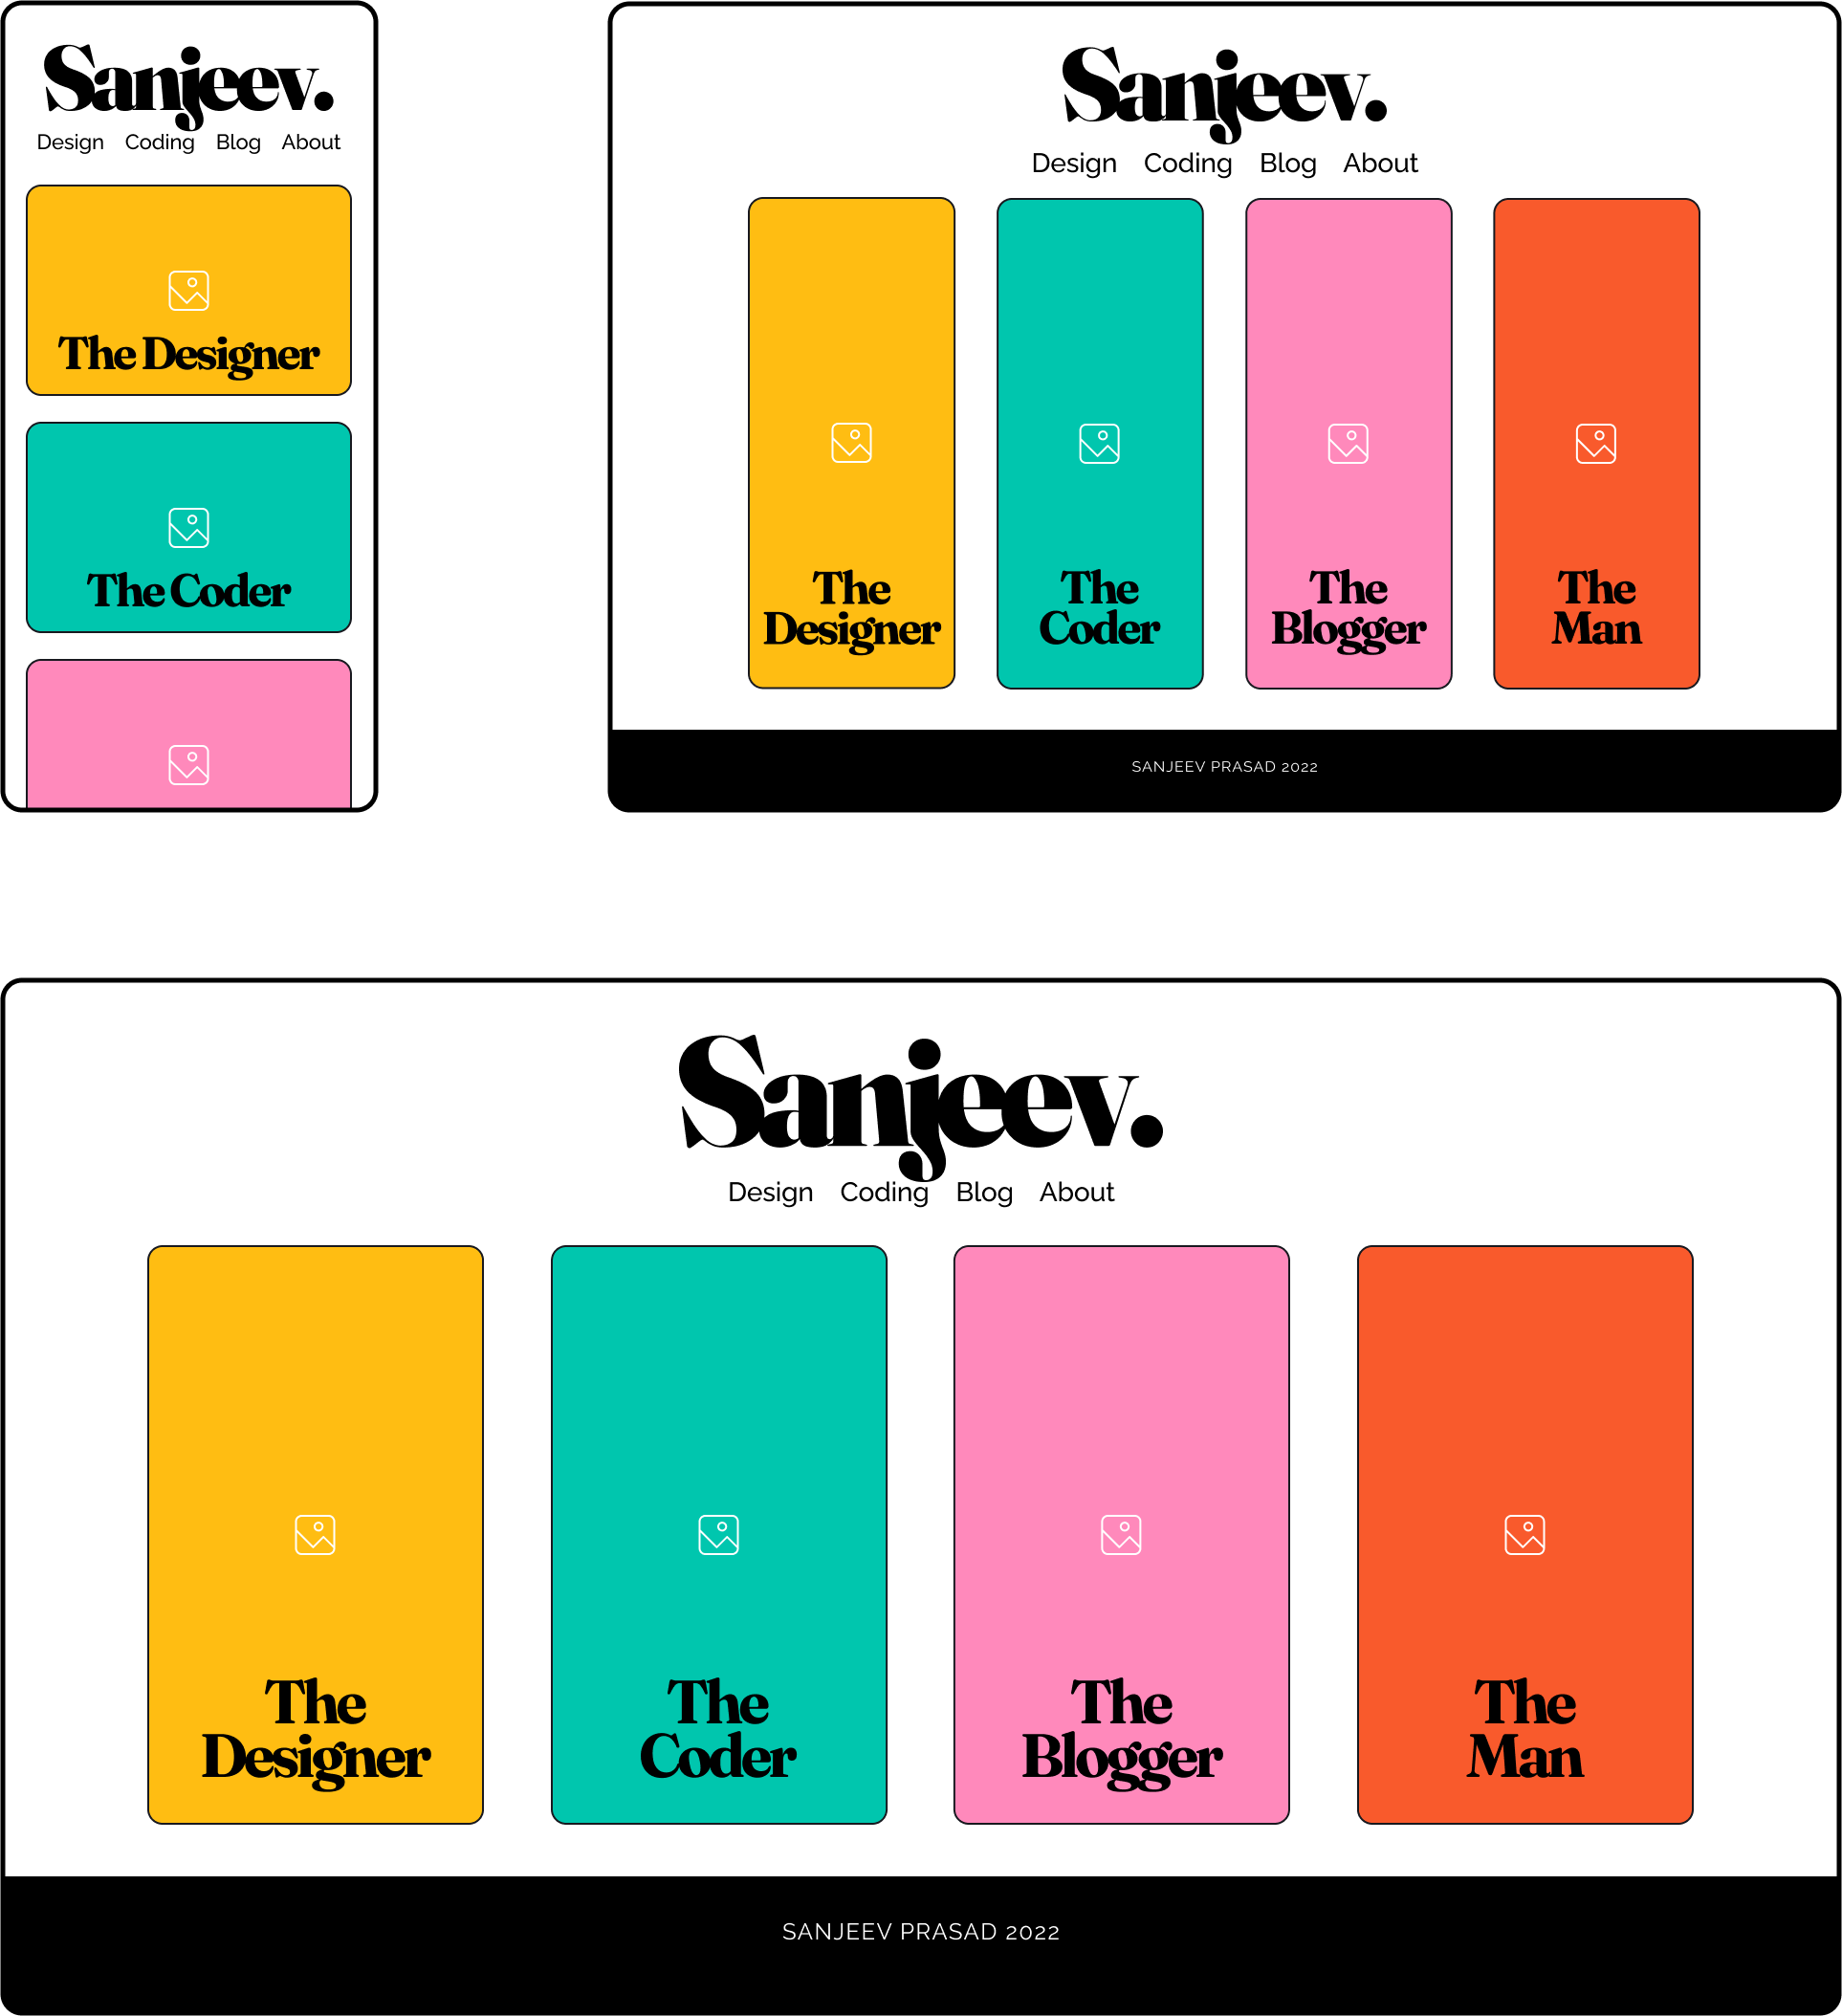 Sanjeev.
Design Coding Blog About
The Designer
The Coder
Sanjeev.
Design Coding Blog About
The
Designer
The
Coder
The
Blogger
The
Man
SANJEEV PRASAD 2022
Sanjeev.
Design Coding Blog About
The
Designer
The
Coder
The
Blogger
The
Man
SANJEEV PRASAD 2022